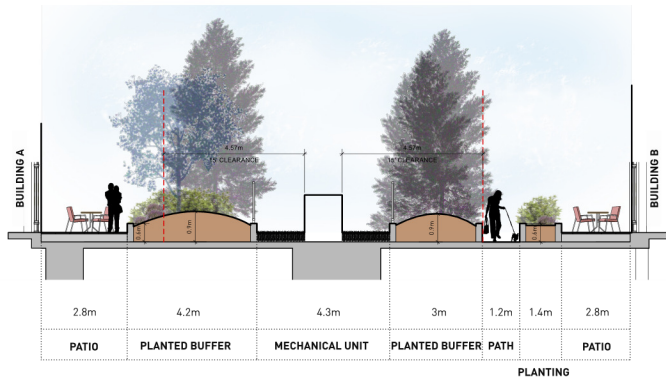 4.57m
15' CLEARANCE
4.57m
15' CLEARANCE
BUILDING A
BUILDING B
0.6m
0.9m
0.9m
0.6m
2.8m 4.2m 4.3m 3m 1.2m 1.4m 2.8m
PATIO PLANTED BUFFER MECHANICAL UNIT PLANTED BUFFER PATH PATIO
PLANTING